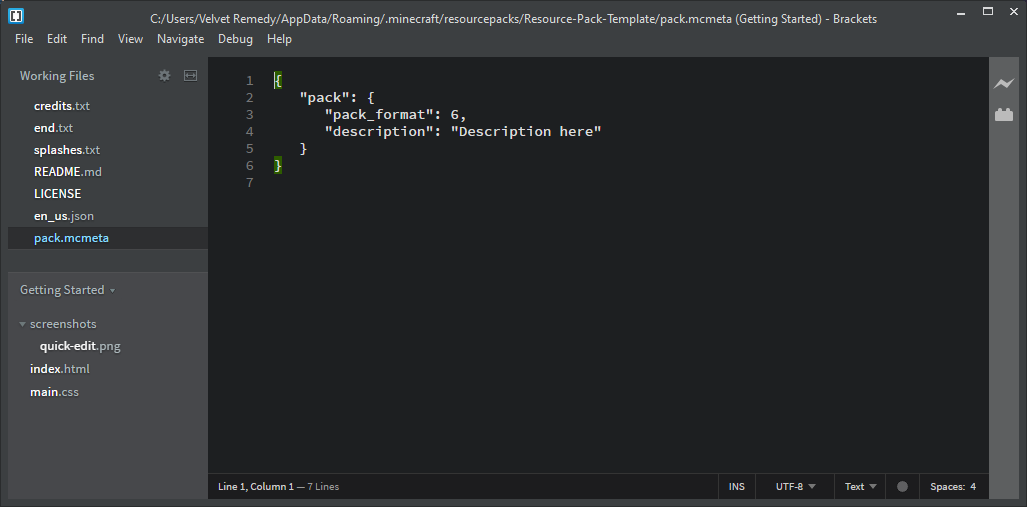 C:/Users/Velvet Remedy/AppData/Roaming/.minecraft/resourcepacks/Resource-Pack-Template/pack.mcmeta (Getting Started) - Brackets
File Edit Find View Navigate Debug Help
Working Files
credits.txt
end.txt
splashes.txt
README.md
LICENSE
en_us.json
pack.mcmeta
Getting Started
screenshots
quick-edit.png
index.html
main.css
1 {
2 "pack": {
3 "pack_format": 6,
4 "description": "Description here"
5 }
6 }
7
Line 1, Column 1 — 7 Lines
INS UTF-8 Text Spaces: 4